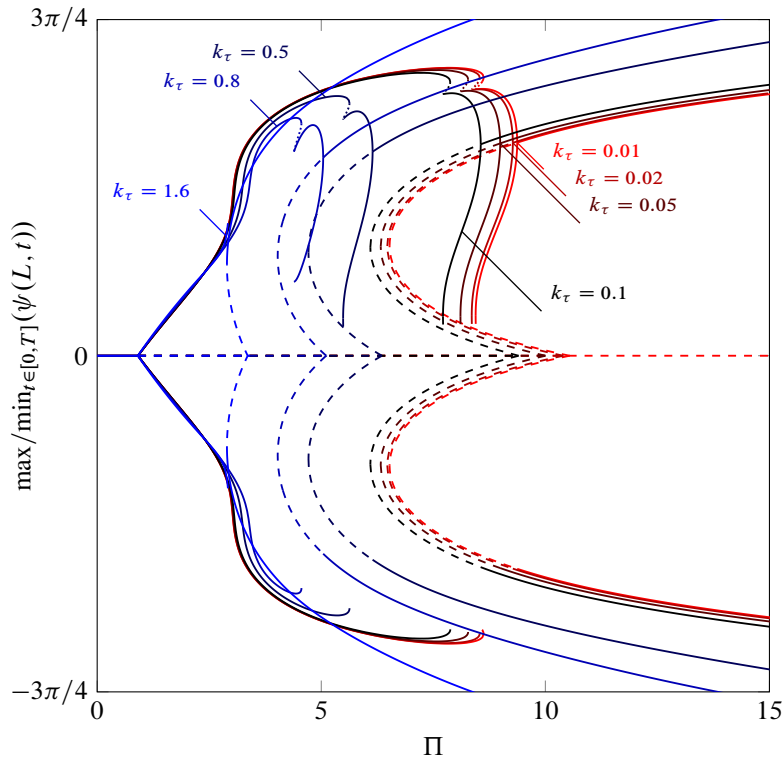 3π/4
k_τ = 0.5
k_τ = 0.8
k_τ = 0.01
k_τ = 0.02
k_τ = 1.6
k_τ = 0.05
k_τ = 0.1
max/min_{t∈[0,T]}(ψ(L, t))
0
−3π/4
0
5
10
15
Π